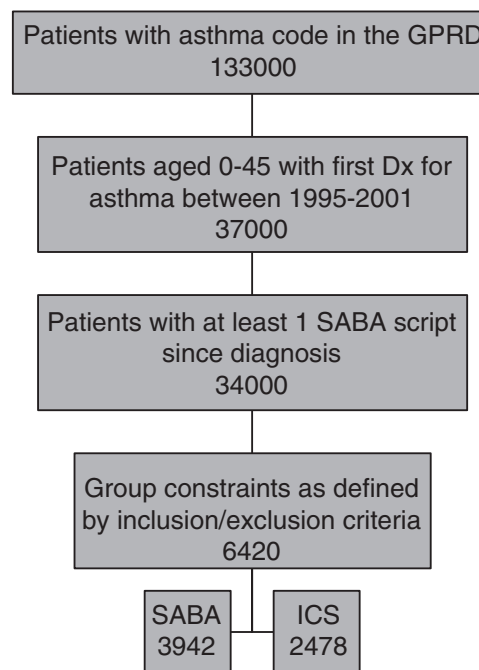 Patients with asthma code in the GPRD
133000
Patients aged 0-45 with first Dx for
asthma between 1995-2001
37000
Patients with at least 1 SABA script
since diagnosis
34000
Group constraints as defined
by inclusion/exclusion criteria
6420
SABA
3942
ICS
2478